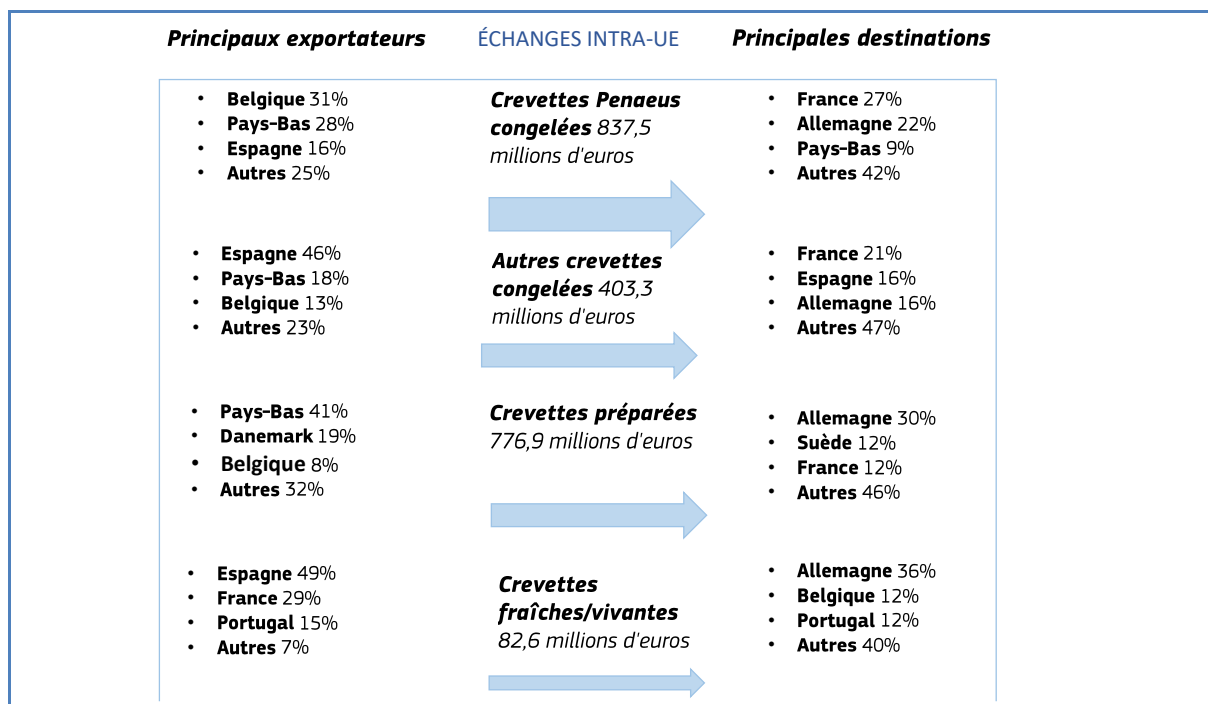 Principaux exportateurs
ÉCHANGES INTRA-UE
Principales destinations
• Belgique 31%
• Pays-Bas 28%
• Espagne 16%
• Autres 25%
Crevettes Penaeus
congelées 837,5
millions d'euros
• France 27%
• Allemagne 22%
• Pays-Bas 9%
• Autres 42%
• Espagne 46%
• Pays-Bas 18%
• Belgique 13%
• Autres 23%
Autres crevettes
congelées 403,3
millions d'euros
• France 21%
• Espagne 16%
• Allemagne 16%
• Autres 47%
• Pays-Bas 41%
• Danemark 19%
• Belgique 8%
• Autres 32%
Crevettes préparées
776,9 millions d'euros
• Allemagne 30%
• Suède 12%
• France 12%
• Autres 46%
• Espagne 49%
• France 29%
• Portugal 15%
• Autres 7%
Crevettes
fraîches/vivantes
82,6 millions d'euros
• Allemagne 36%
• Belgique 12%
• Portugal 12%
• Autres 40%